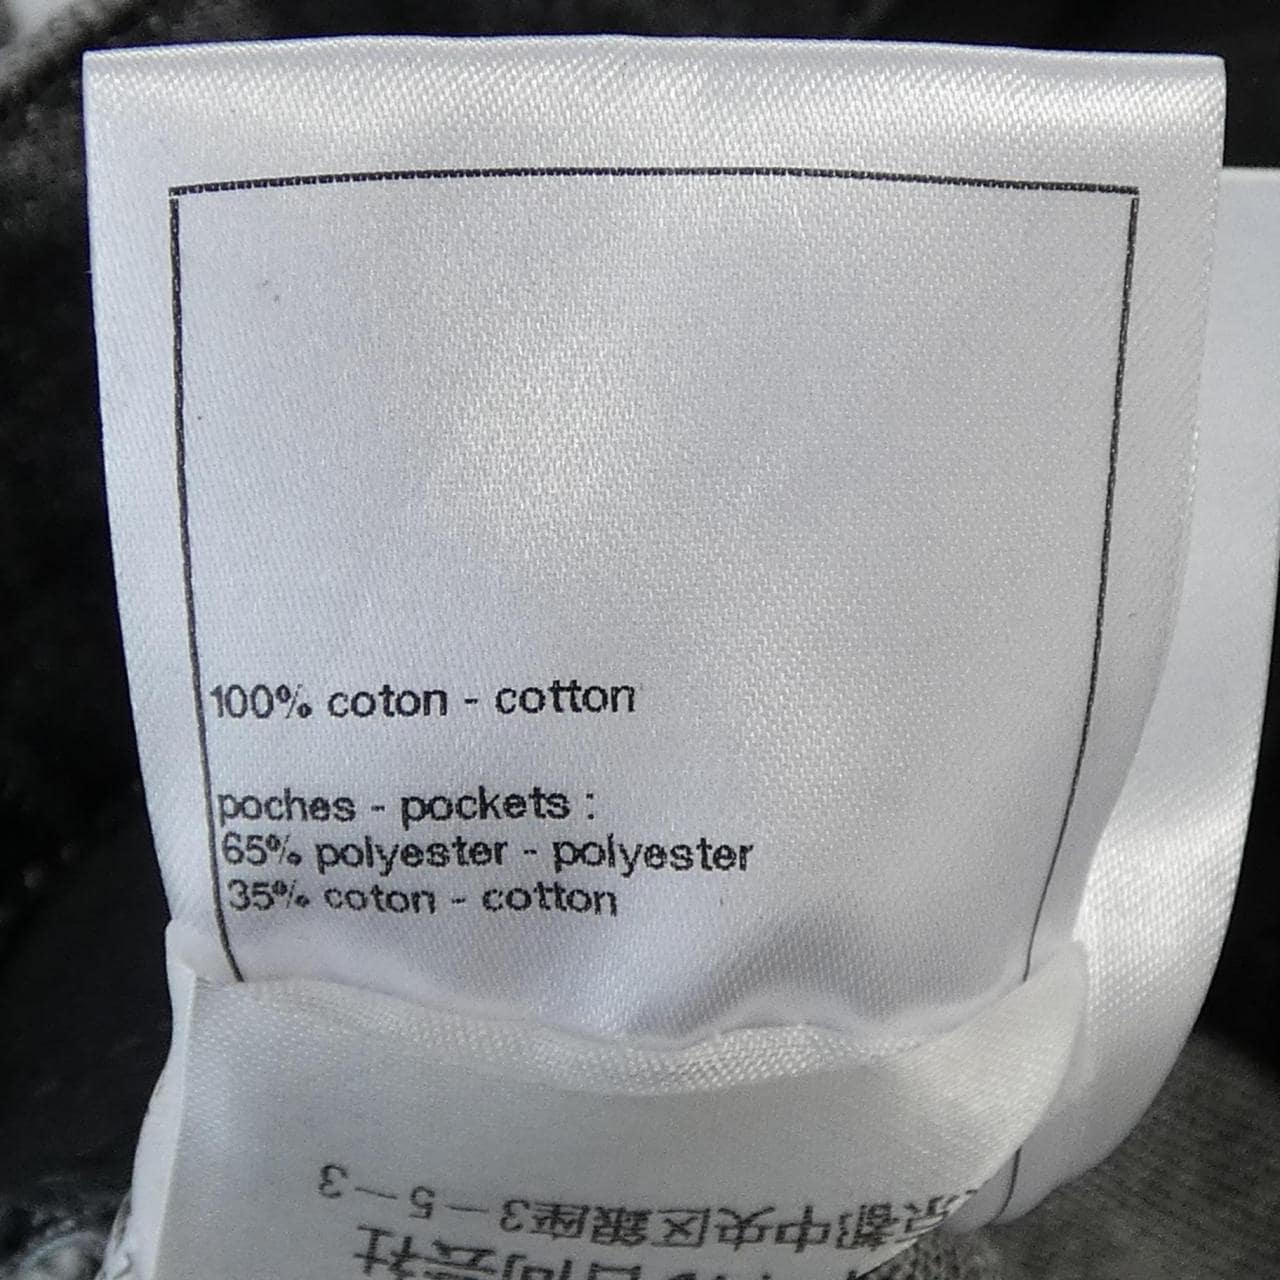 100% coton - cotton
poches - pockets :
65% polyester - polyester
35% coton - cotton
京都中央区銀座3-5-3